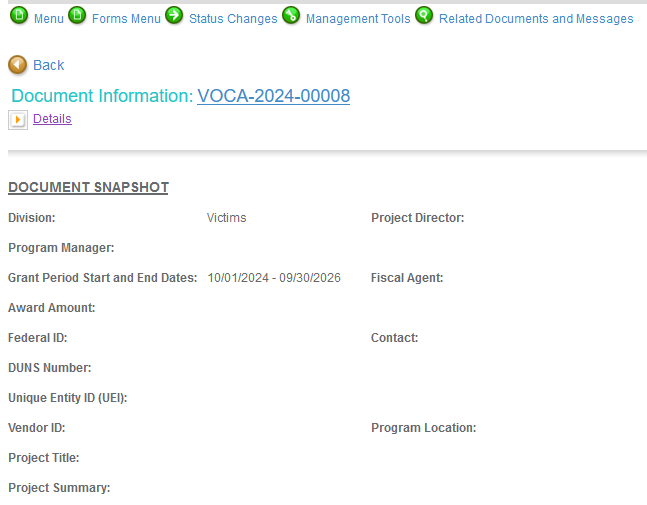 Menu Forms Menu Status Changes Management Tools Related Documents and Messages
Back
Document Information: VOCA-2024-00008
Details
DOCUMENT SNAPSHOT
Division: Victims Project Director:
Program Manager:
Grant Period Start and End Dates: 10/01/2024 - 09/30/2026 Fiscal Agent:
Award Amount:
Federal ID: Contact:
DUNS Number:
Unique Entity ID (UEI):
Vendor ID: Program Location:
Project Title:
Project Summary: